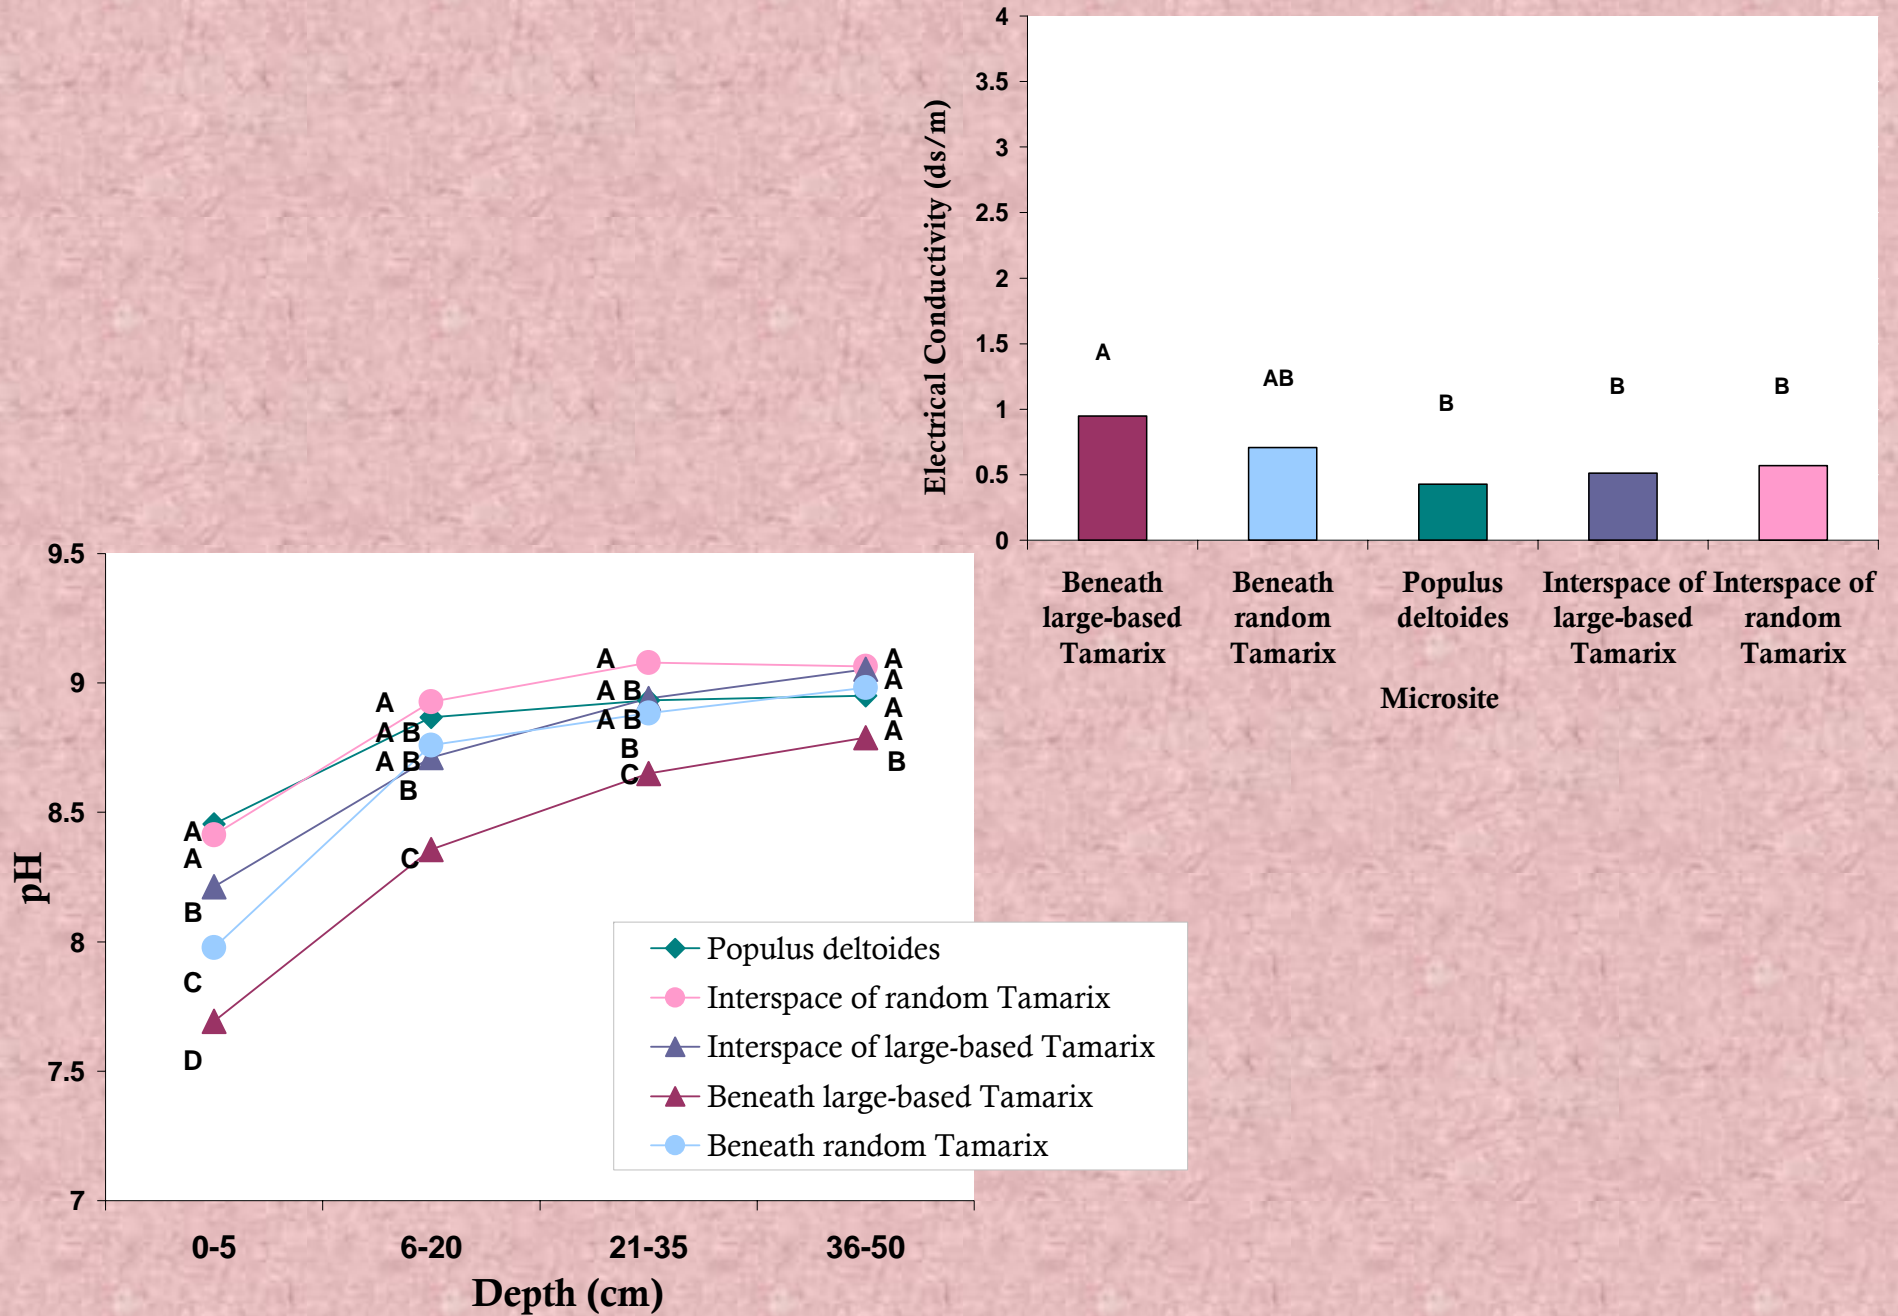 4
3.5
3
2.5
2
1.5
1
0.5
0
Electrical Conductivity (ds/m)
A
AB
B
B
B
Beneath
large-based
Tamarix
Beneath
random
Tamarix
Populus
deltoides
Interspace of
large-based
Tamarix
Interspace of
random
Tamarix
Microsite
9.5
9
8.5
8
7.5
7
pH
A
A
B
C
D
A
A B
A B
B
C
A
A B
A B
B
C
A
A
A
A
B
Populus deltoides
Interspace of random Tamarix
Interspace of large-based Tamarix
Beneath large-based Tamarix
Beneath random Tamarix
0-5
6-20
21-35
36-50
Depth (cm)